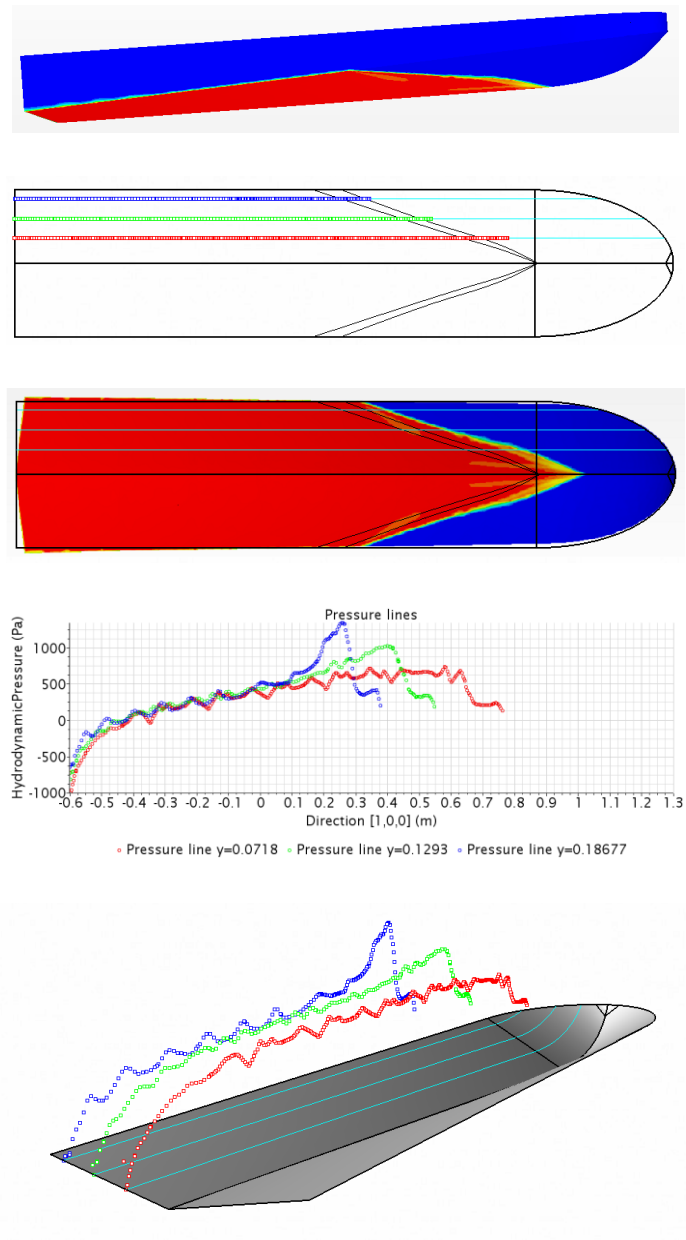 Pressure lines
HydrodynamicPressure (Pa)
1000
500
0
-500
-1000
-0.6 -0.5 -0.4 -0.3 -0.2 -0.1 0 0.1 0.2 0.3 0.4 0.5 0.6 0.7 0.8 0.9 1 1.1 1.2 1.3
Direction [1,0,0] (m)
Pressure line y=0.0718 Pressure line y=0.1293 Pressure line y=0.18677